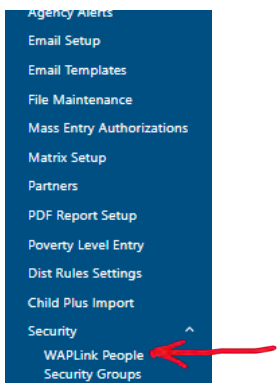 Agency Alerts
Email Setup
Email Templates
File Maintenance
Mass Entry Authorizations
Matrix Setup
Partners
PDF Report Setup
Poverty Level Entry
Dist Rules Settings
Child Plus Import
Security
WAPLink People
Security Groups